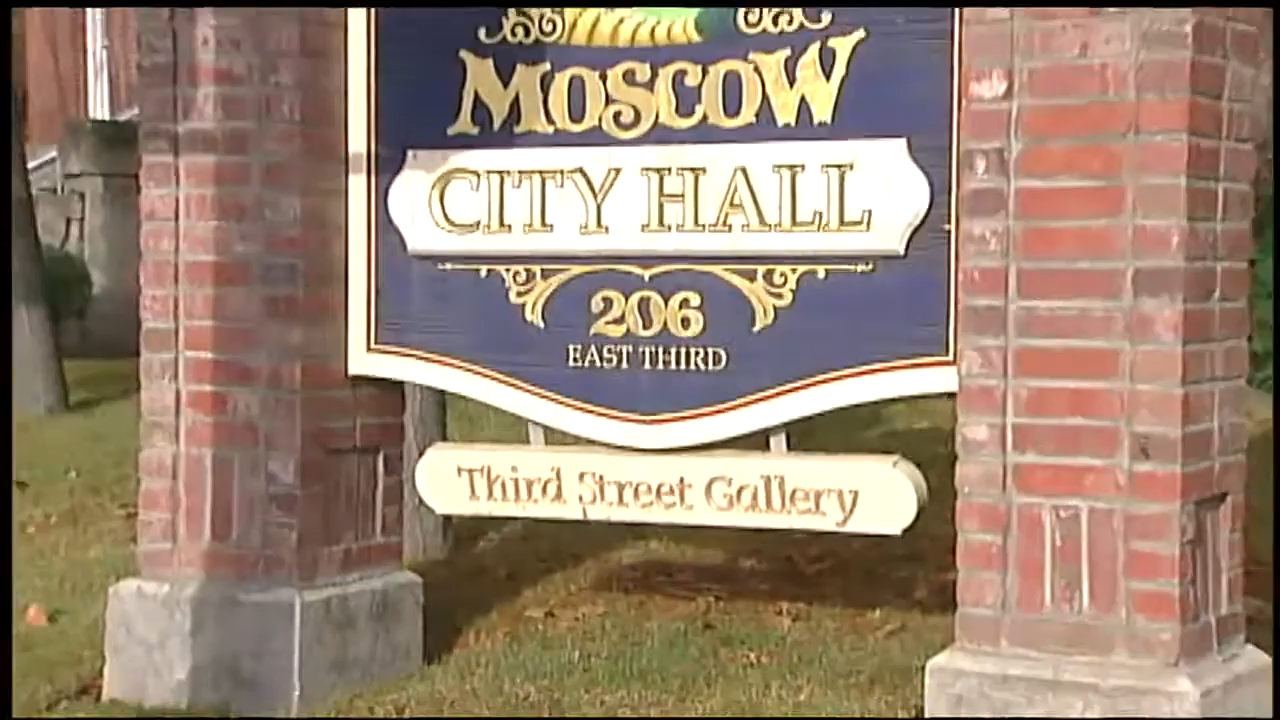 MOSCOW
CITY HALL
206
EAST THIRD
Third Street Gallery